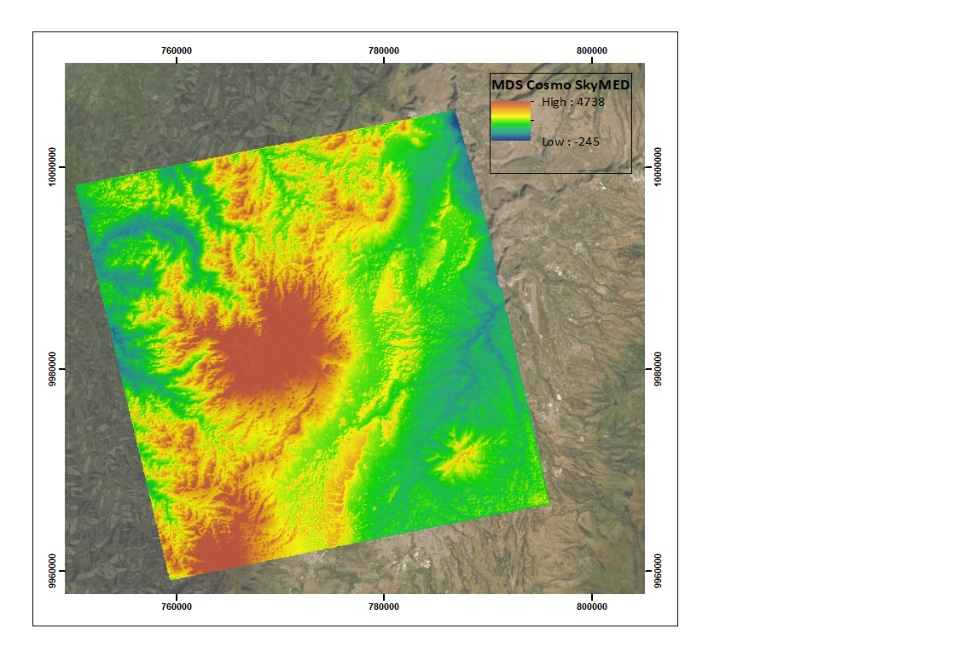 760000 780000 800000
MDS Cosmo SkyMED
High : 4738
Low : -245
10000000 10000000
9980000 9980000
9960000 9960000
760000 780000 800000